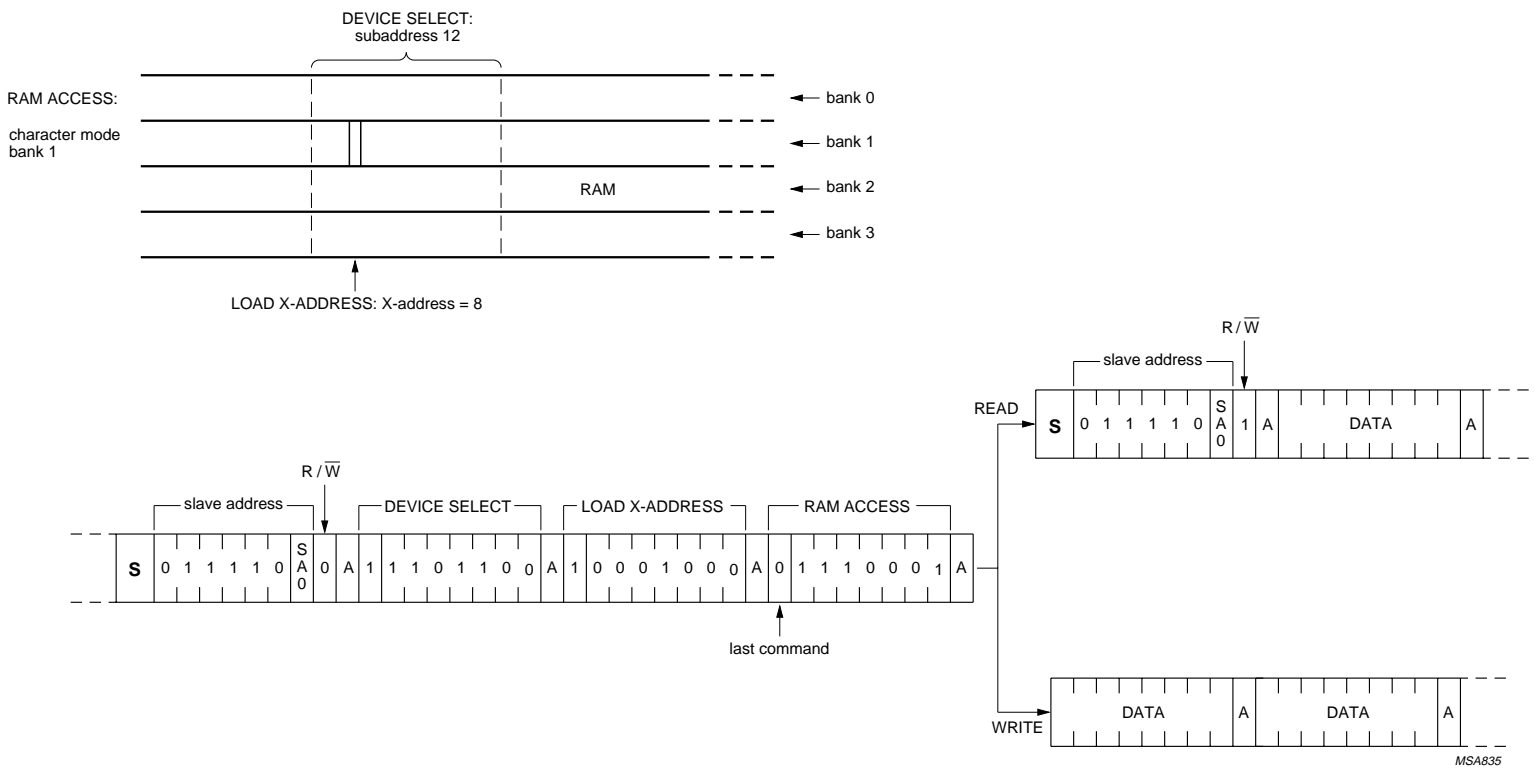 DEVICE SELECT:
subaddress 12
RAM ACCESS:
bank 0
character mode
bank 1
bank 1
RAM
bank 2
bank 3
LOAD X-ADDRESS: X-address = 8
R / W
slave address
READ
S 0 1 1 1 1 0 SA0 1 A DATA A
R / W
slave address DEVICE SELECT LOAD X-ADDRESS RAM ACCESS
S 0 1 1 1 1 0 SA0 0 A 1 1 1 0 1 1 0 0 A 1 0 0 0 1 0 0 0 A 0 1 1 1 0 0 0 1 A
last command
WRITE
DATA A DATA A
MSA835